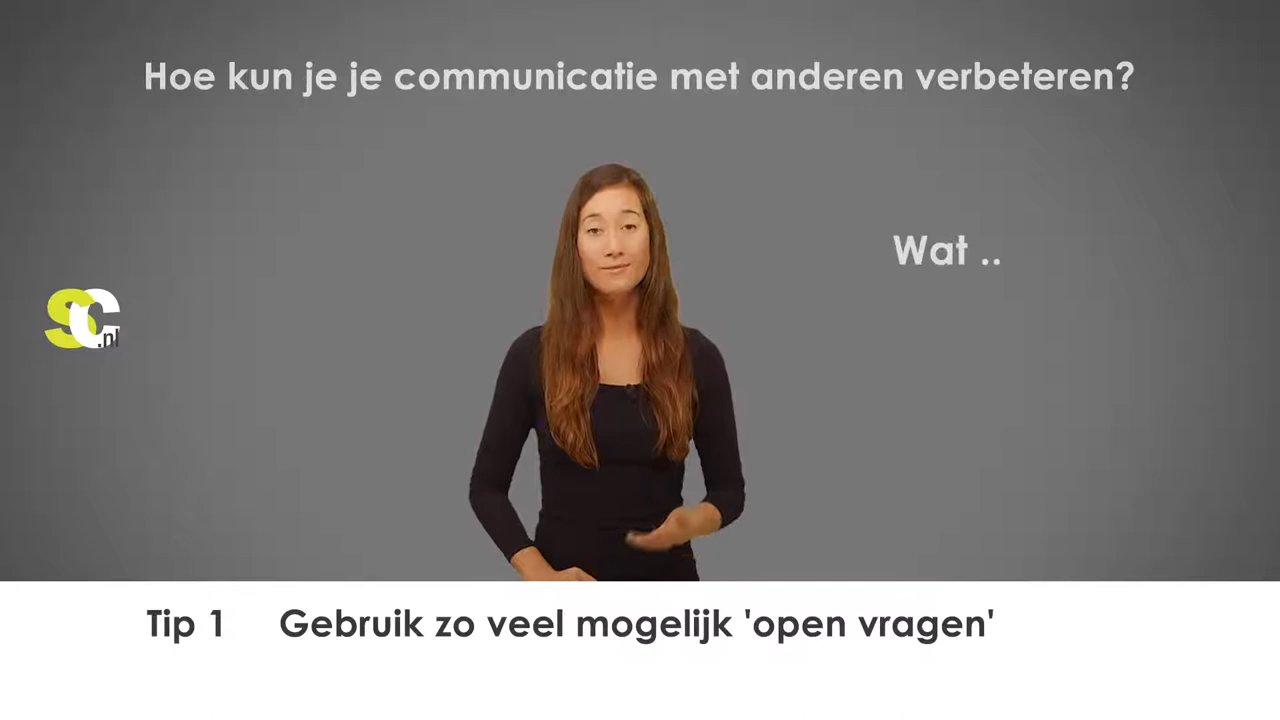 Hoe kun je je communicatie met anderen verbeteren?
Wat ..
SC
.nl
Tip 1 Gebruik zo veel mogelijk 'open vragen'